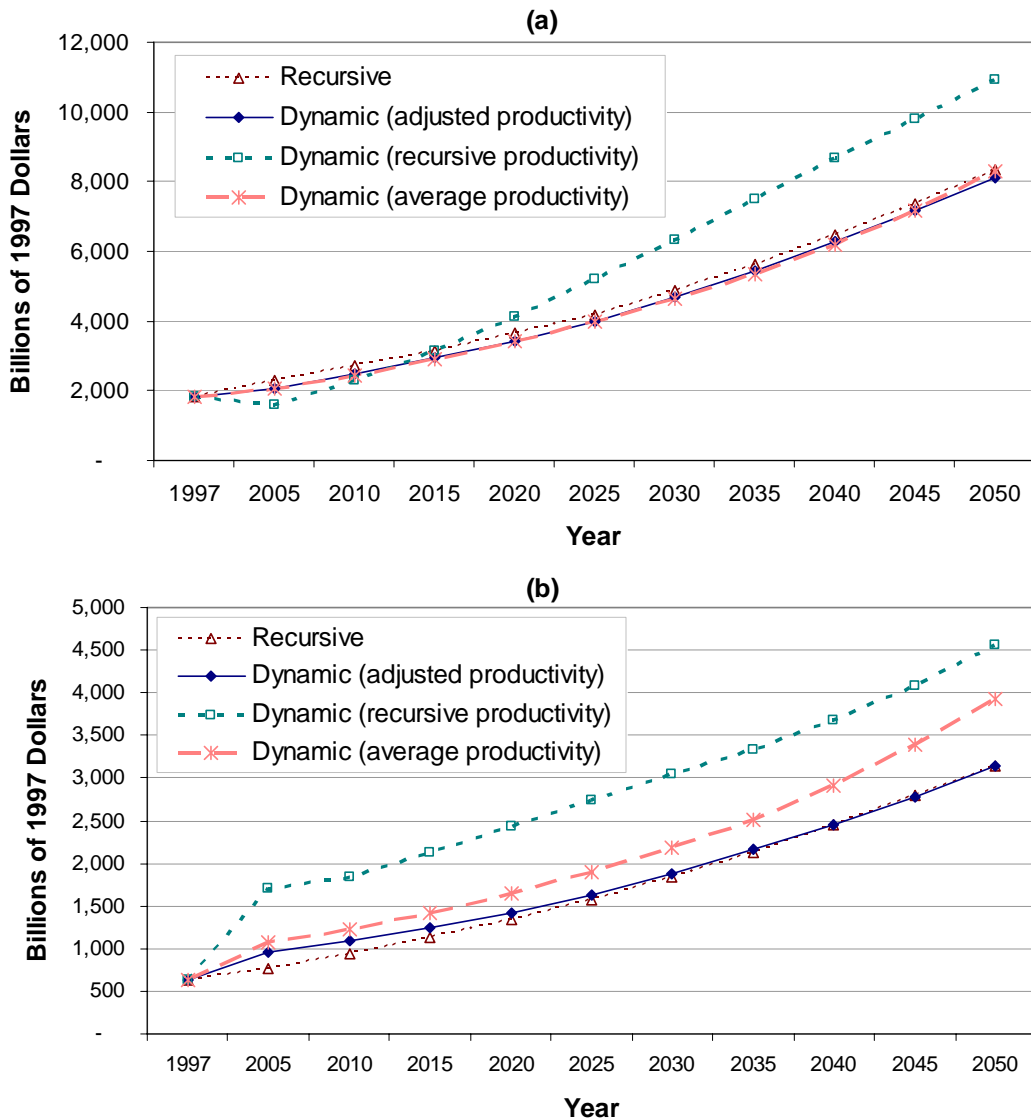 (a)
12,000
10,000
8,000
6,000
4,000
2,000
-
Billions of 1997 Dollars
Recursive
Dynamic (adjusted productivity)
Dynamic (recursive productivity)
Dynamic (average productivity)
1997 2005 2010 2015 2020 2025 2030 2035 2040 2045 2050
Year
(b)
5,000
4,500
4,000
3,500
3,000
2,500
2,000
1,500
1,000
500
-
Billions of 1997 Dollars
Recursive
Dynamic (adjusted productivity)
Dynamic (recursive productivity)
Dynamic (average productivity)
1997 2005 2010 2015 2020 2025 2030 2035 2040 2045 2050
Year